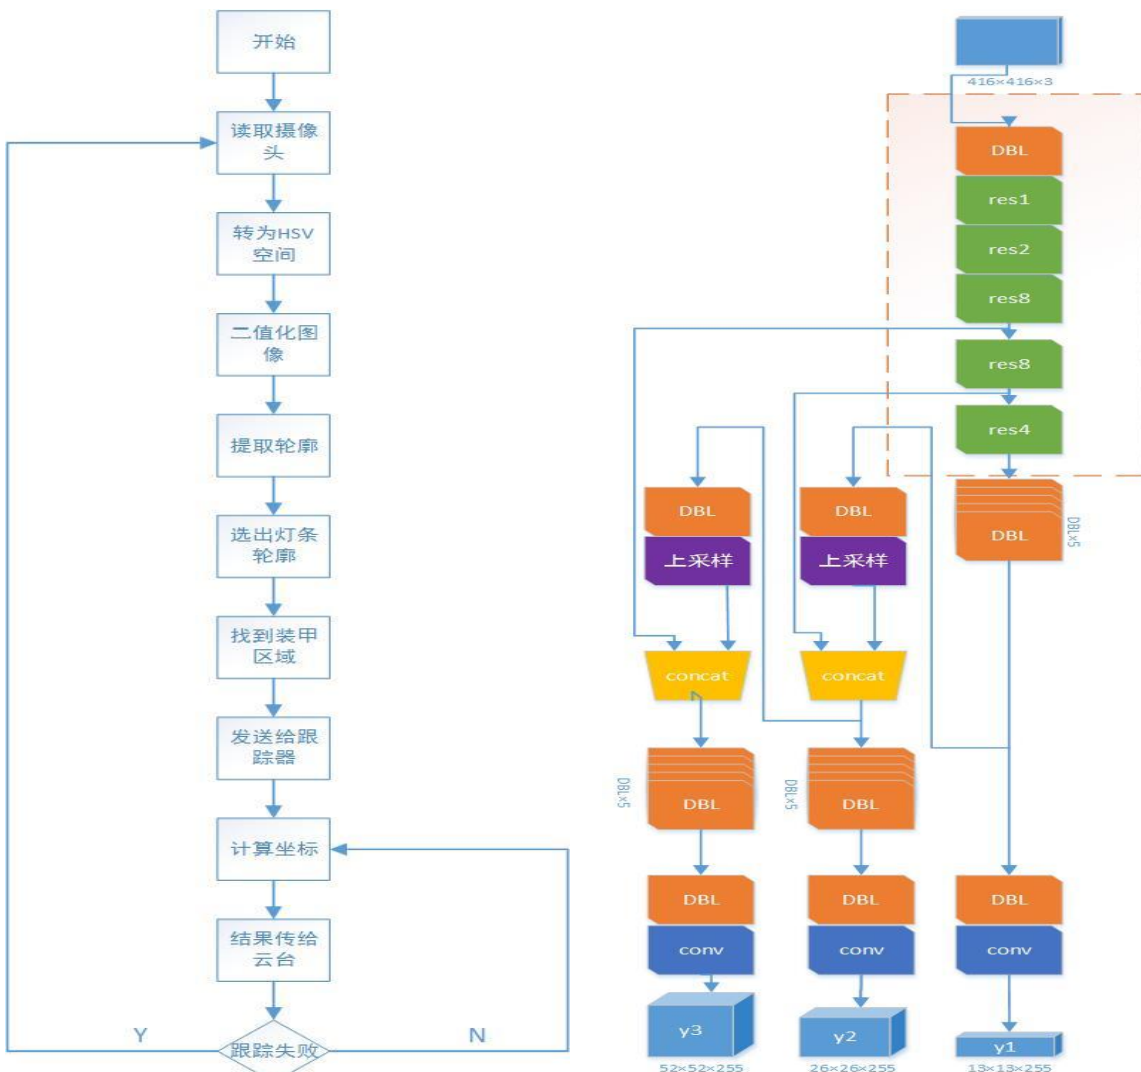 开始
读取摄像
头
转为HSV
空间
二值化图
像
提取轮廓
选出灯条
轮廓
找到装甲
区域
发送给跟
踪器
计算坐标
结果传给
云台
跟踪失败
Y
N
416×416×3
DBL
res1
res2
res8
res8
res4
DBL
DBL×5
DBL
上采样
DBL
上采样
concat
concat
DBL×5
DBL
DBL×5
DBL
DBL
conv
DBL
conv
DBL
conv
y3
52×52×255
y2
26×26×255
y1
13×13×255